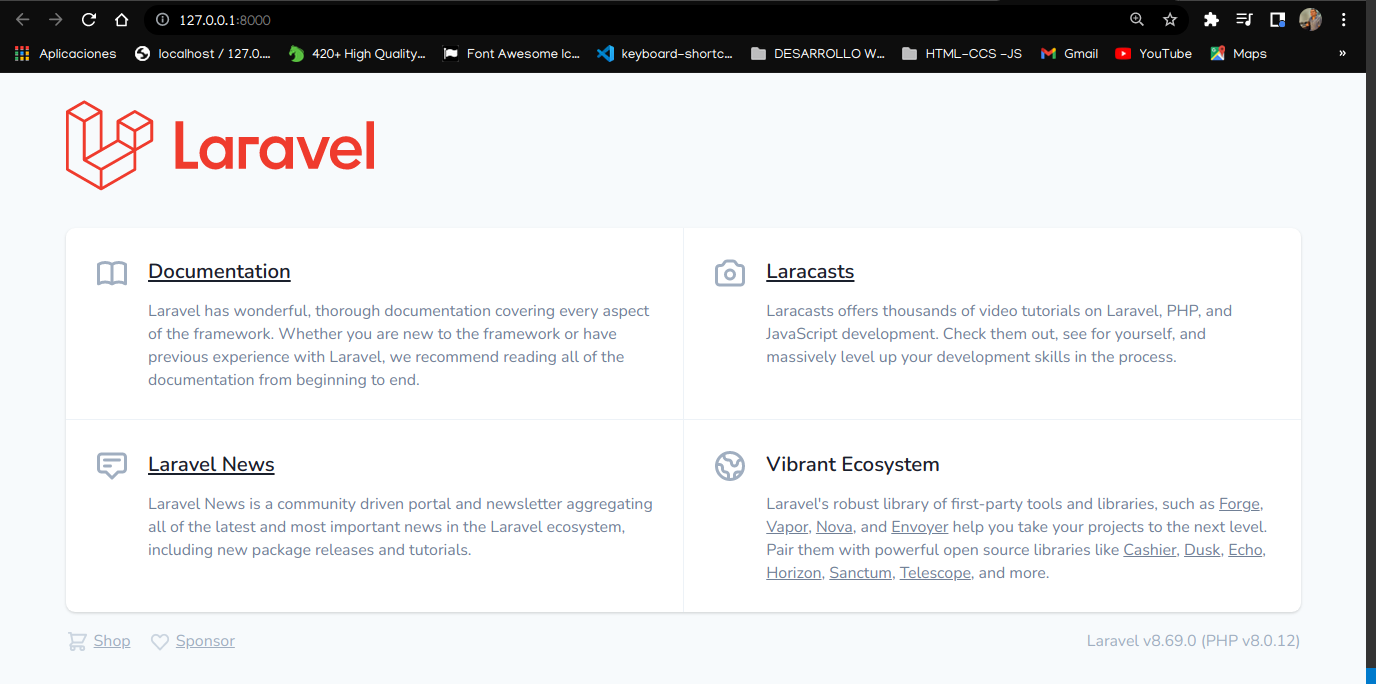 127.0.0.1:8000
Aplicaciones localhost / 127.0.... 420+ High Quality... Font Awesome Ic... keyboard-shortc... DESARROLLO W... HTML-CCS -JS Gmail YouTube Maps »
Laravel
Documentation
Laravel has wonderful, thorough documentation covering every aspect
of the framework. Whether you are new to the framework or have
previous experience with Laravel, we recommend reading all of the
documentation from beginning to end.
Laracasts
Laracasts offers thousands of video tutorials on Laravel, PHP, and
JavaScript development. Check them out, see for yourself, and
massively level up your development skills in the process.
Laravel News
Laravel News is a community driven portal and newsletter aggregating
all of the latest and most important news in the Laravel ecosystem,
including new package releases and tutorials.
Vibrant Ecosystem
Laravel's robust library of first-party tools and libraries, such as Forge,
Vapor, Nova, and Envoyer help you take your projects to the next level.
Pair them with powerful open source libraries like Cashier, Dusk, Echo,
Horizon, Sanctum, Telescope, and more.
Shop Sponsor Laravel v8.69.0 (PHP v8.0.12)